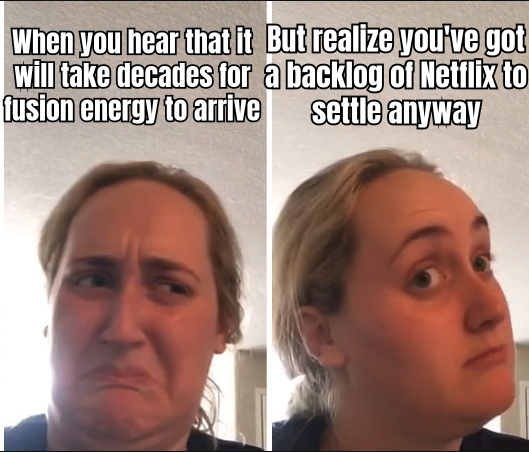 When you hear that it
will take decades for
fusion energy to arrive
But realize you've got
a backlog of Netflix to
settle anyway